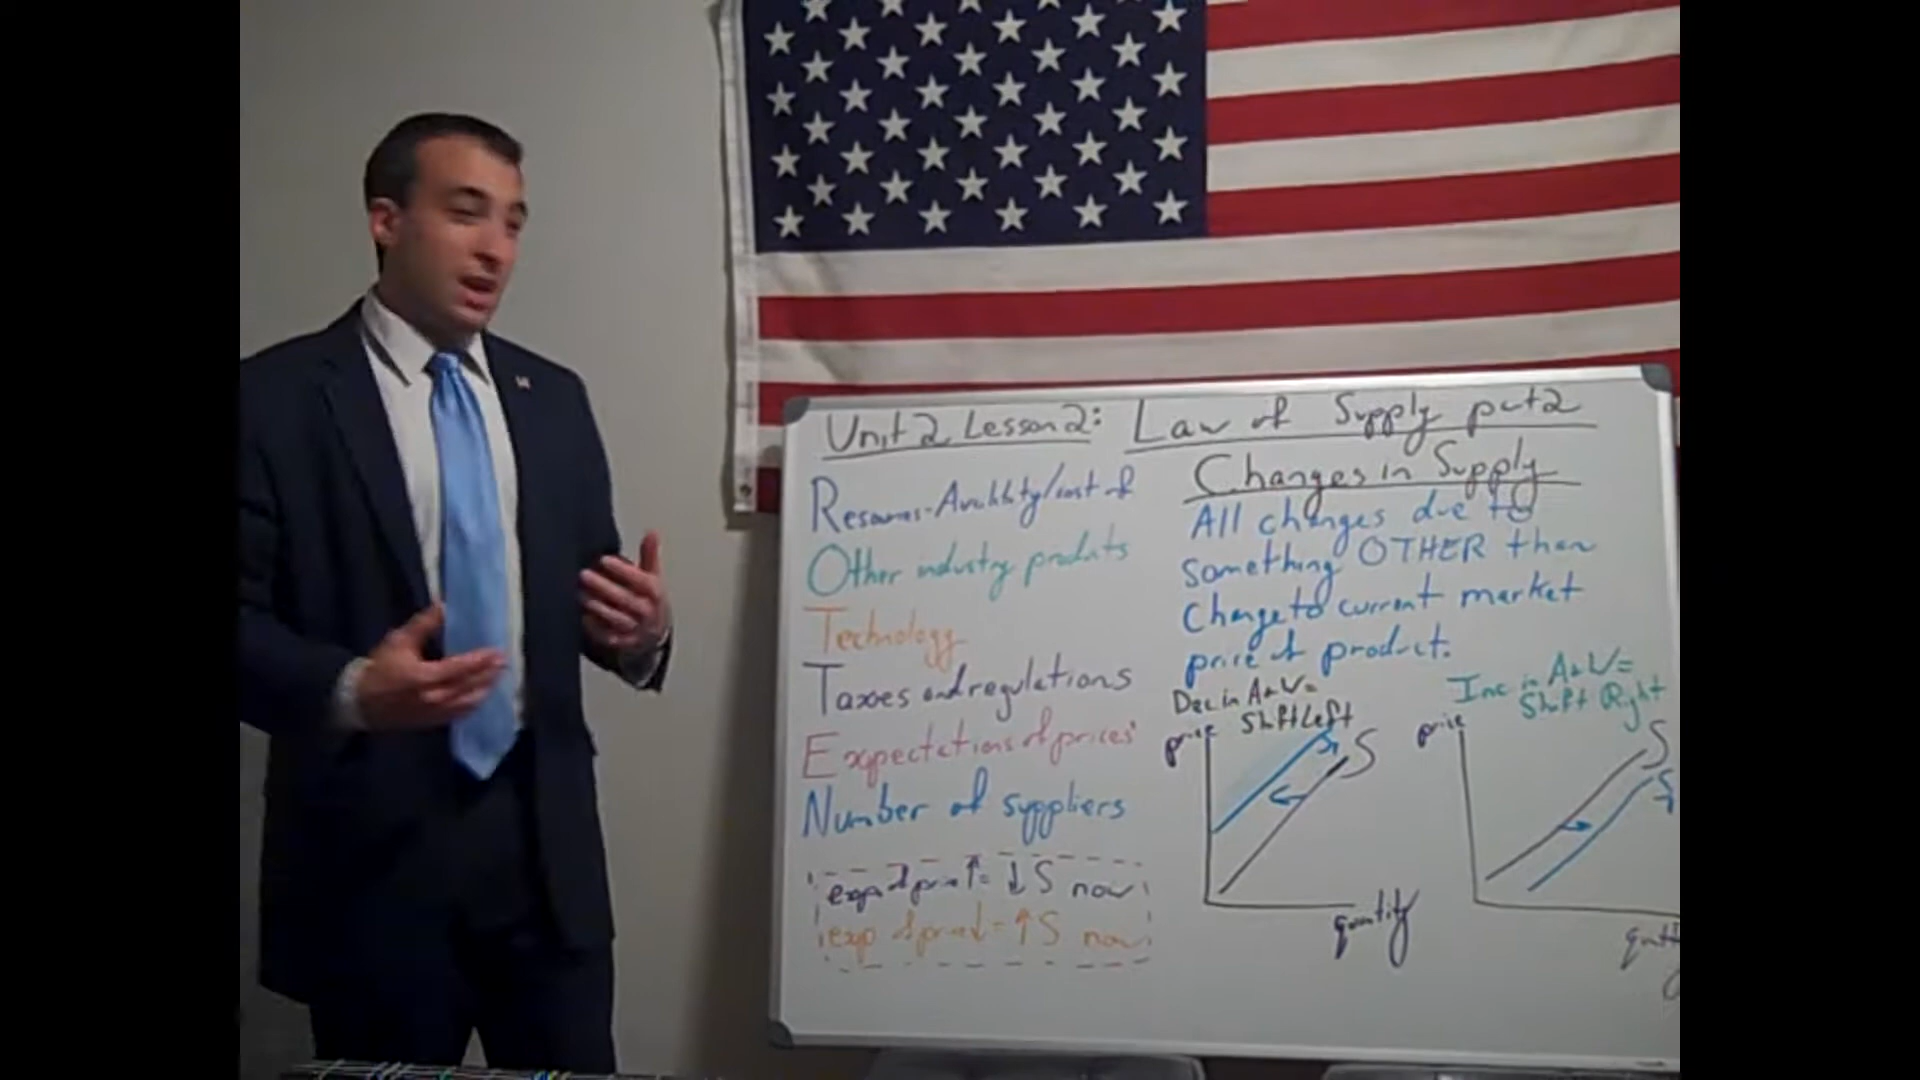 Unit 2 Lesson 2: Law of Supply part 2
Resources - Availability/cost of
Other industry products
Technology
Taxes and regulations
Expectations of prices
Number of suppliers
exp of price ↑ = ↓ S now
exp of price ↓ = ↑ S now
Changes in Supply
All changes due to
something OTHER than
Change to current market
price of product.
Dec in
Shift Left
price
S
quantity
Inc in
Shift Right
price
S